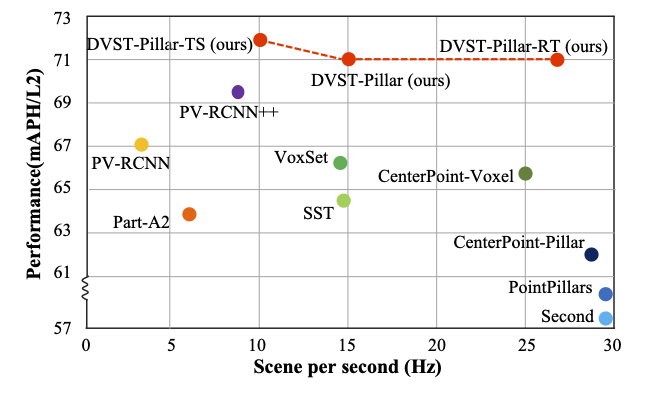 73
DVST-Pillar-TS (ours)
DVST-Pillar-RT (ours)
71
DVST-Pillar (ours)
69
PV-RCNN++
67
PV-RCNN
VoxSet
CenterPoint-Voxel
65
SST
Part-A2
63
CenterPoint-Pillar
61
PointPillars
Second
57
0 5 10 15 20 25 30
Scene per second (Hz)
Performance(mAPH/L2)